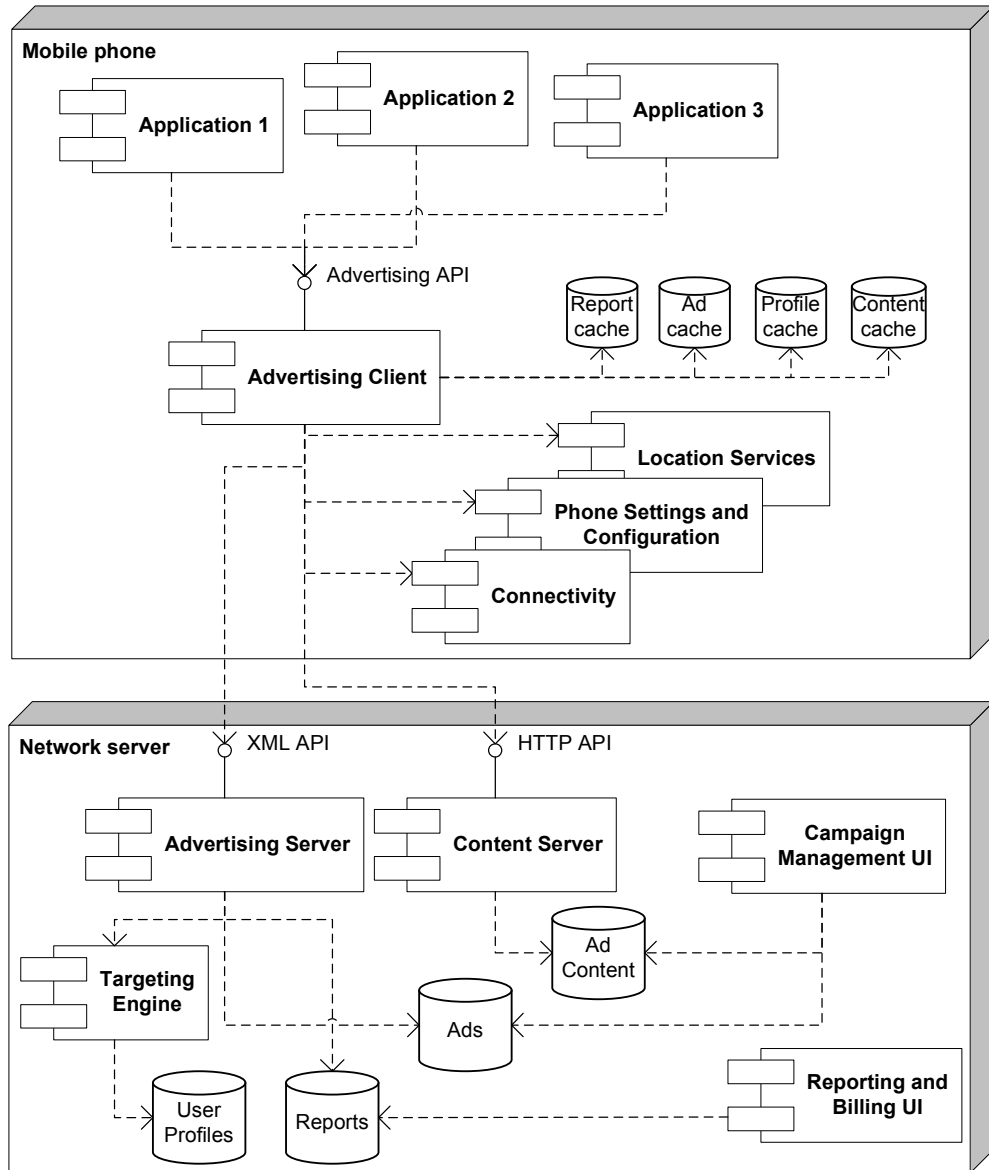 Mobile phone
Application 1
Application 2
Application 3
Advertising API
Report
cache
Ad
cache
Profile
cache
Content
cache
Advertising Client
Location Services
Phone Settings and
Configuration
Connectivity
Network server
XML API
HTTP API
Advertising Server
Content Server
Campaign
Management UI
Ad
Content
Targeting
Engine
Ads
User
Profiles
Reports
Reporting and
Billing UI